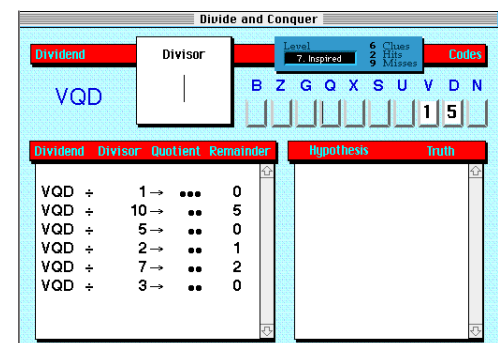 Divide and Conquer
Dividend
Divisor
Level
7. Inspired
6 Clues
2 Hits
9 Misses
Codes
VQD
B Z G Q X S U V D N
1 5
Dividend Divisor Quotient Remainder
Hypothesis Truth
VQD ÷ 1→ ••• 0
VQD ÷ 10→ •• 5
VQD ÷ 5→ •• 0
VQD ÷ 2→ •• 1
VQD ÷ 7→ •• 2
VQD ÷ 3→ •• 0